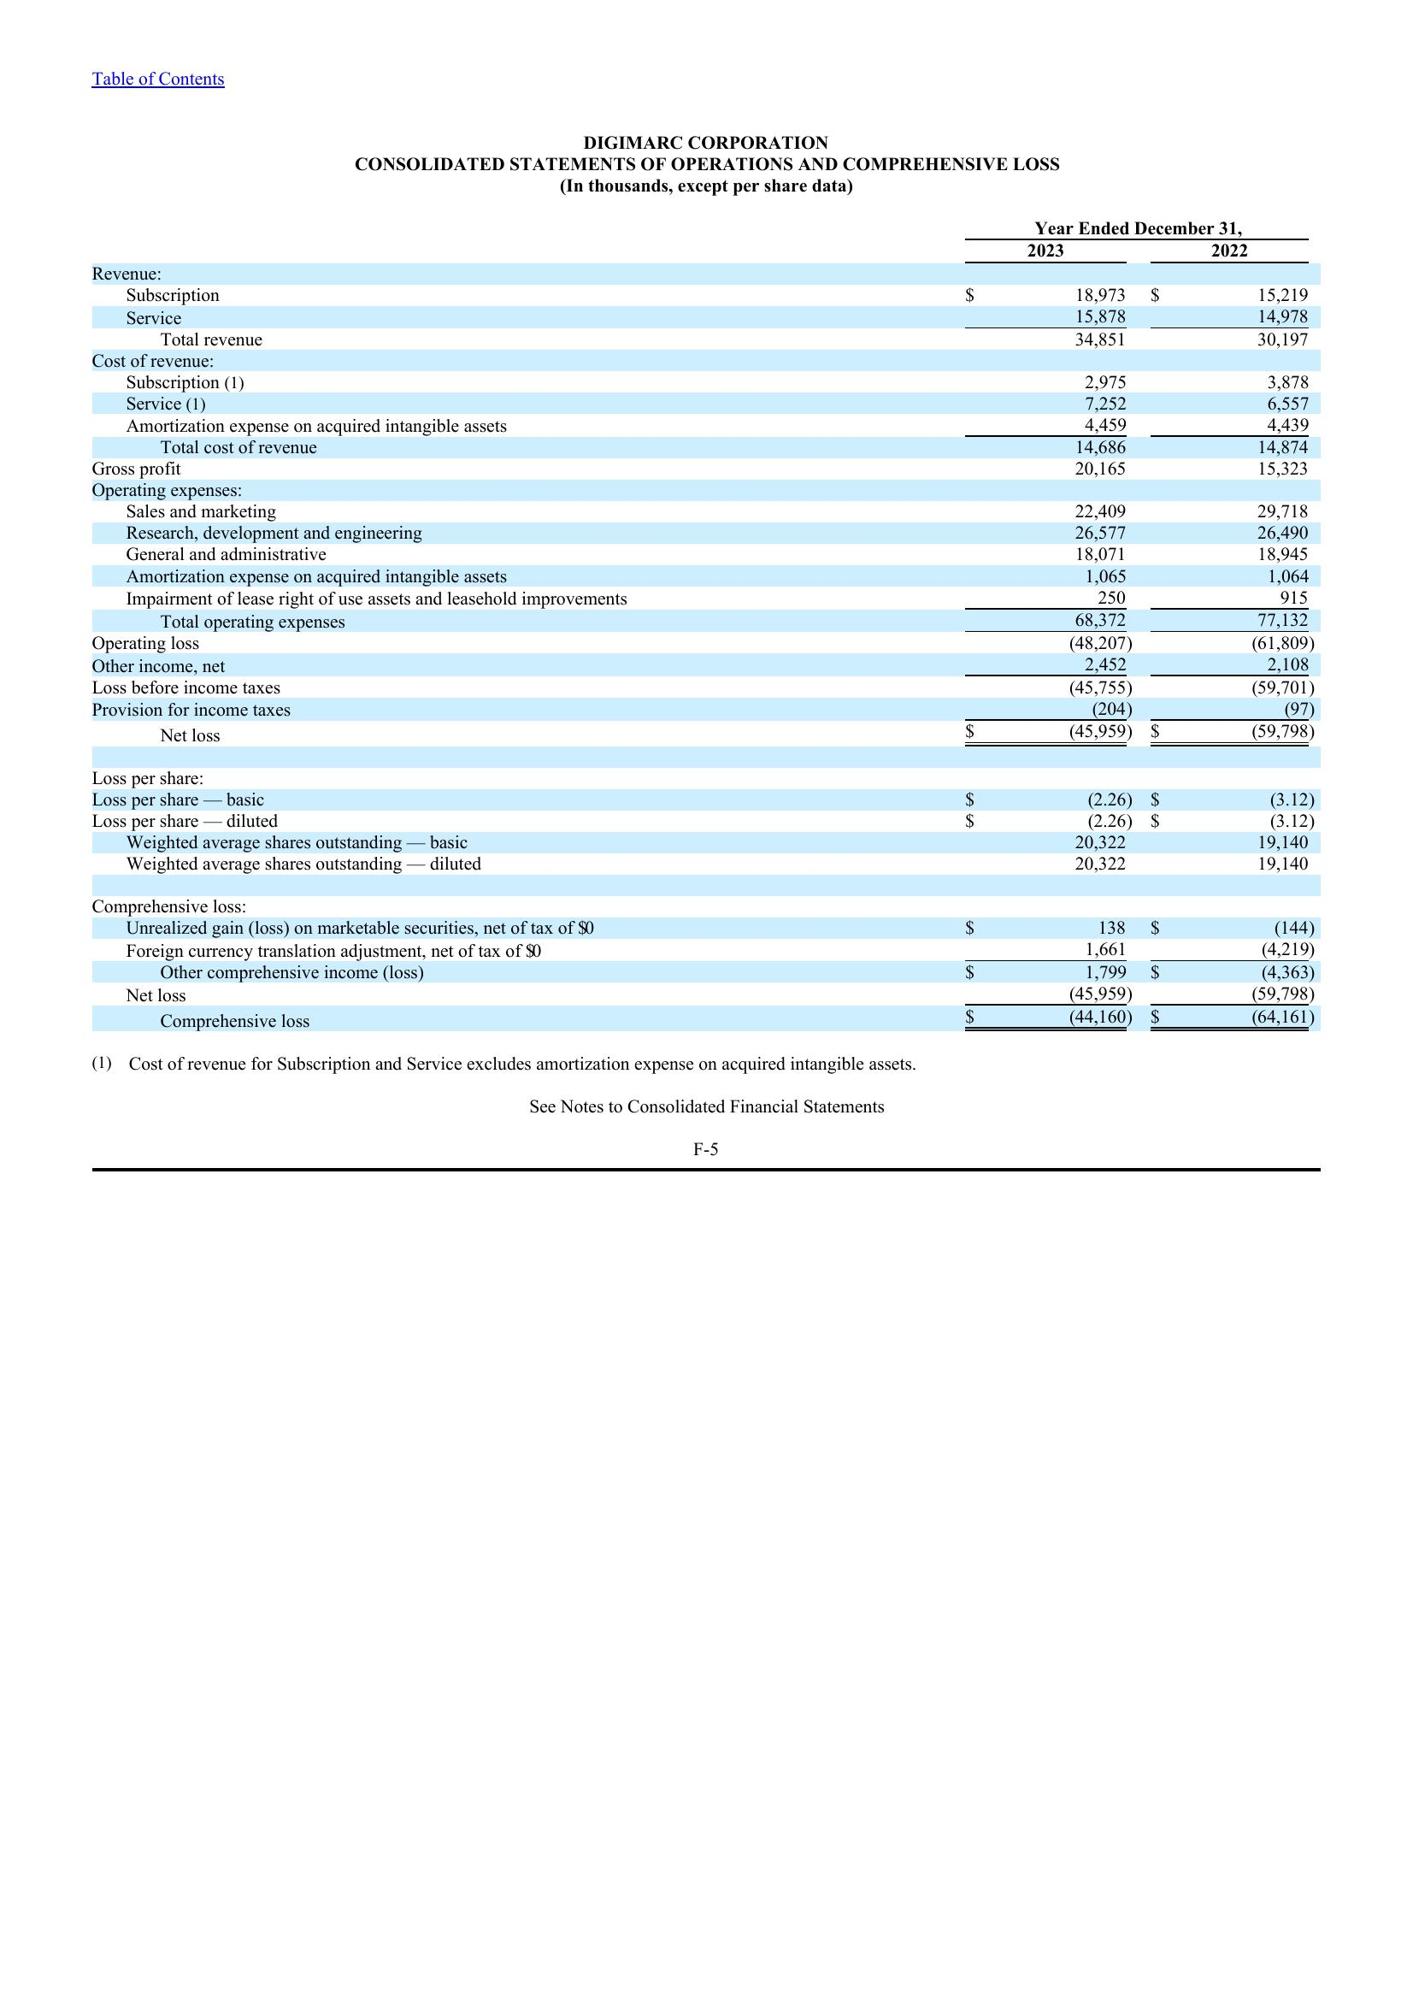 Table of Contents
DIGIMARC CORPORATION
CONSOLIDATED STATEMENTS OF OPERATIONS AND COMPREHENSIVE LOSS
(In thousands, except per share data)
Year Ended December 31,
2023 2022
Revenue:
Subscription $ 18,973 $ 15,219
Service 15,878 14,978
Total revenue 34,851 30,197
Cost of revenue:
Subscription (1) 2,975 3,878
Service (1) 7,252 6,557
Amortization expense on acquired intangible assets 4,459 4,439
Total cost of revenue 14,686 14,874
Gross profit 20,165 15,323
Operating expenses:
Sales and marketing 22,409 29,718
Research, development and engineering 26,577 26,490
General and administrative 18,071 18,945
Amortization expense on acquired intangible assets 1,065 1,064
Impairment of lease right of use assets and leasehold improvements 250 915
Total operating expenses 68,372 77,132
Operating loss (48,207) (61,809)
Other income, net 2,452 2,108
Loss before income taxes (45,755) (59,701)
Provision for income taxes (204) (97)
Net loss $ (45,959) $ (59,798)
Loss per share:
Loss per share — basic $ (2.26) $ (3.12)
Loss per share — diluted $ (2.26) $ (3.12)
Weighted average shares outstanding — basic 20,322 19,140
Weighted average shares outstanding — diluted 20,322 19,140
Comprehensive loss:
Unrealized gain (loss) on marketable securities, net of tax of $0 $ 138 $ (144)
Foreign currency translation adjustment, net of tax of $0 1,661 (4,219)
Other comprehensive income (loss) $ 1,799 $ (4,363)
Net loss (45,959) (59,798)
Comprehensive loss $ (44,160) $ (64,161)
(1) Cost of revenue for Subscription and Service excludes amortization expense on acquired intangible assets.
See Notes to Consolidated Financial Statements
F-5